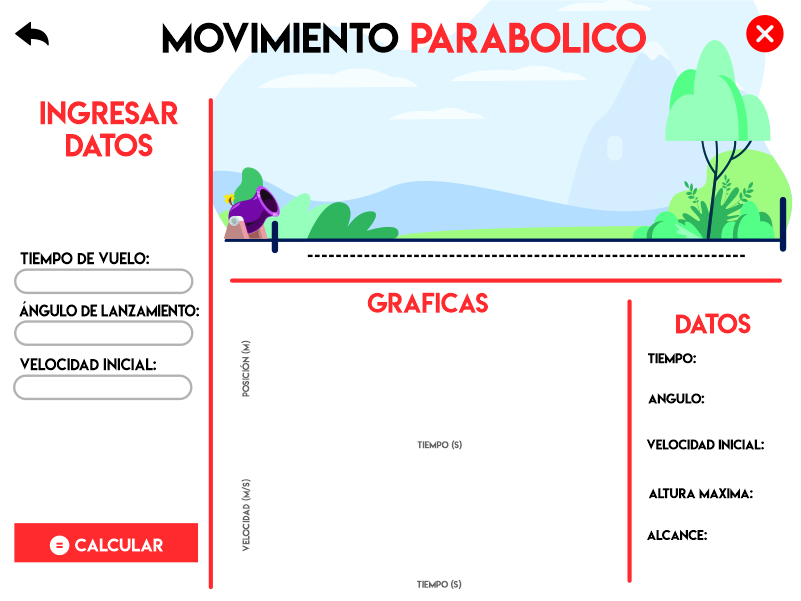 MOVIMIENTO PARABOLICO
INGRESAR
DATOS
TIEMPO DE VUELO:
ÁNGULO DE LANZAMIENTO:
VELOCIDAD INICIAL:
= CALCULAR
GRAFICAS
POSICIÓN (M)
TIEMPO (S)
VELOCIDAD (M/S)
TIEMPO (S)
DATOS
TIEMPO:
ANGULO:
VELOCIDAD INICIAL:
ALTURA MAXIMA:
ALCANCE: